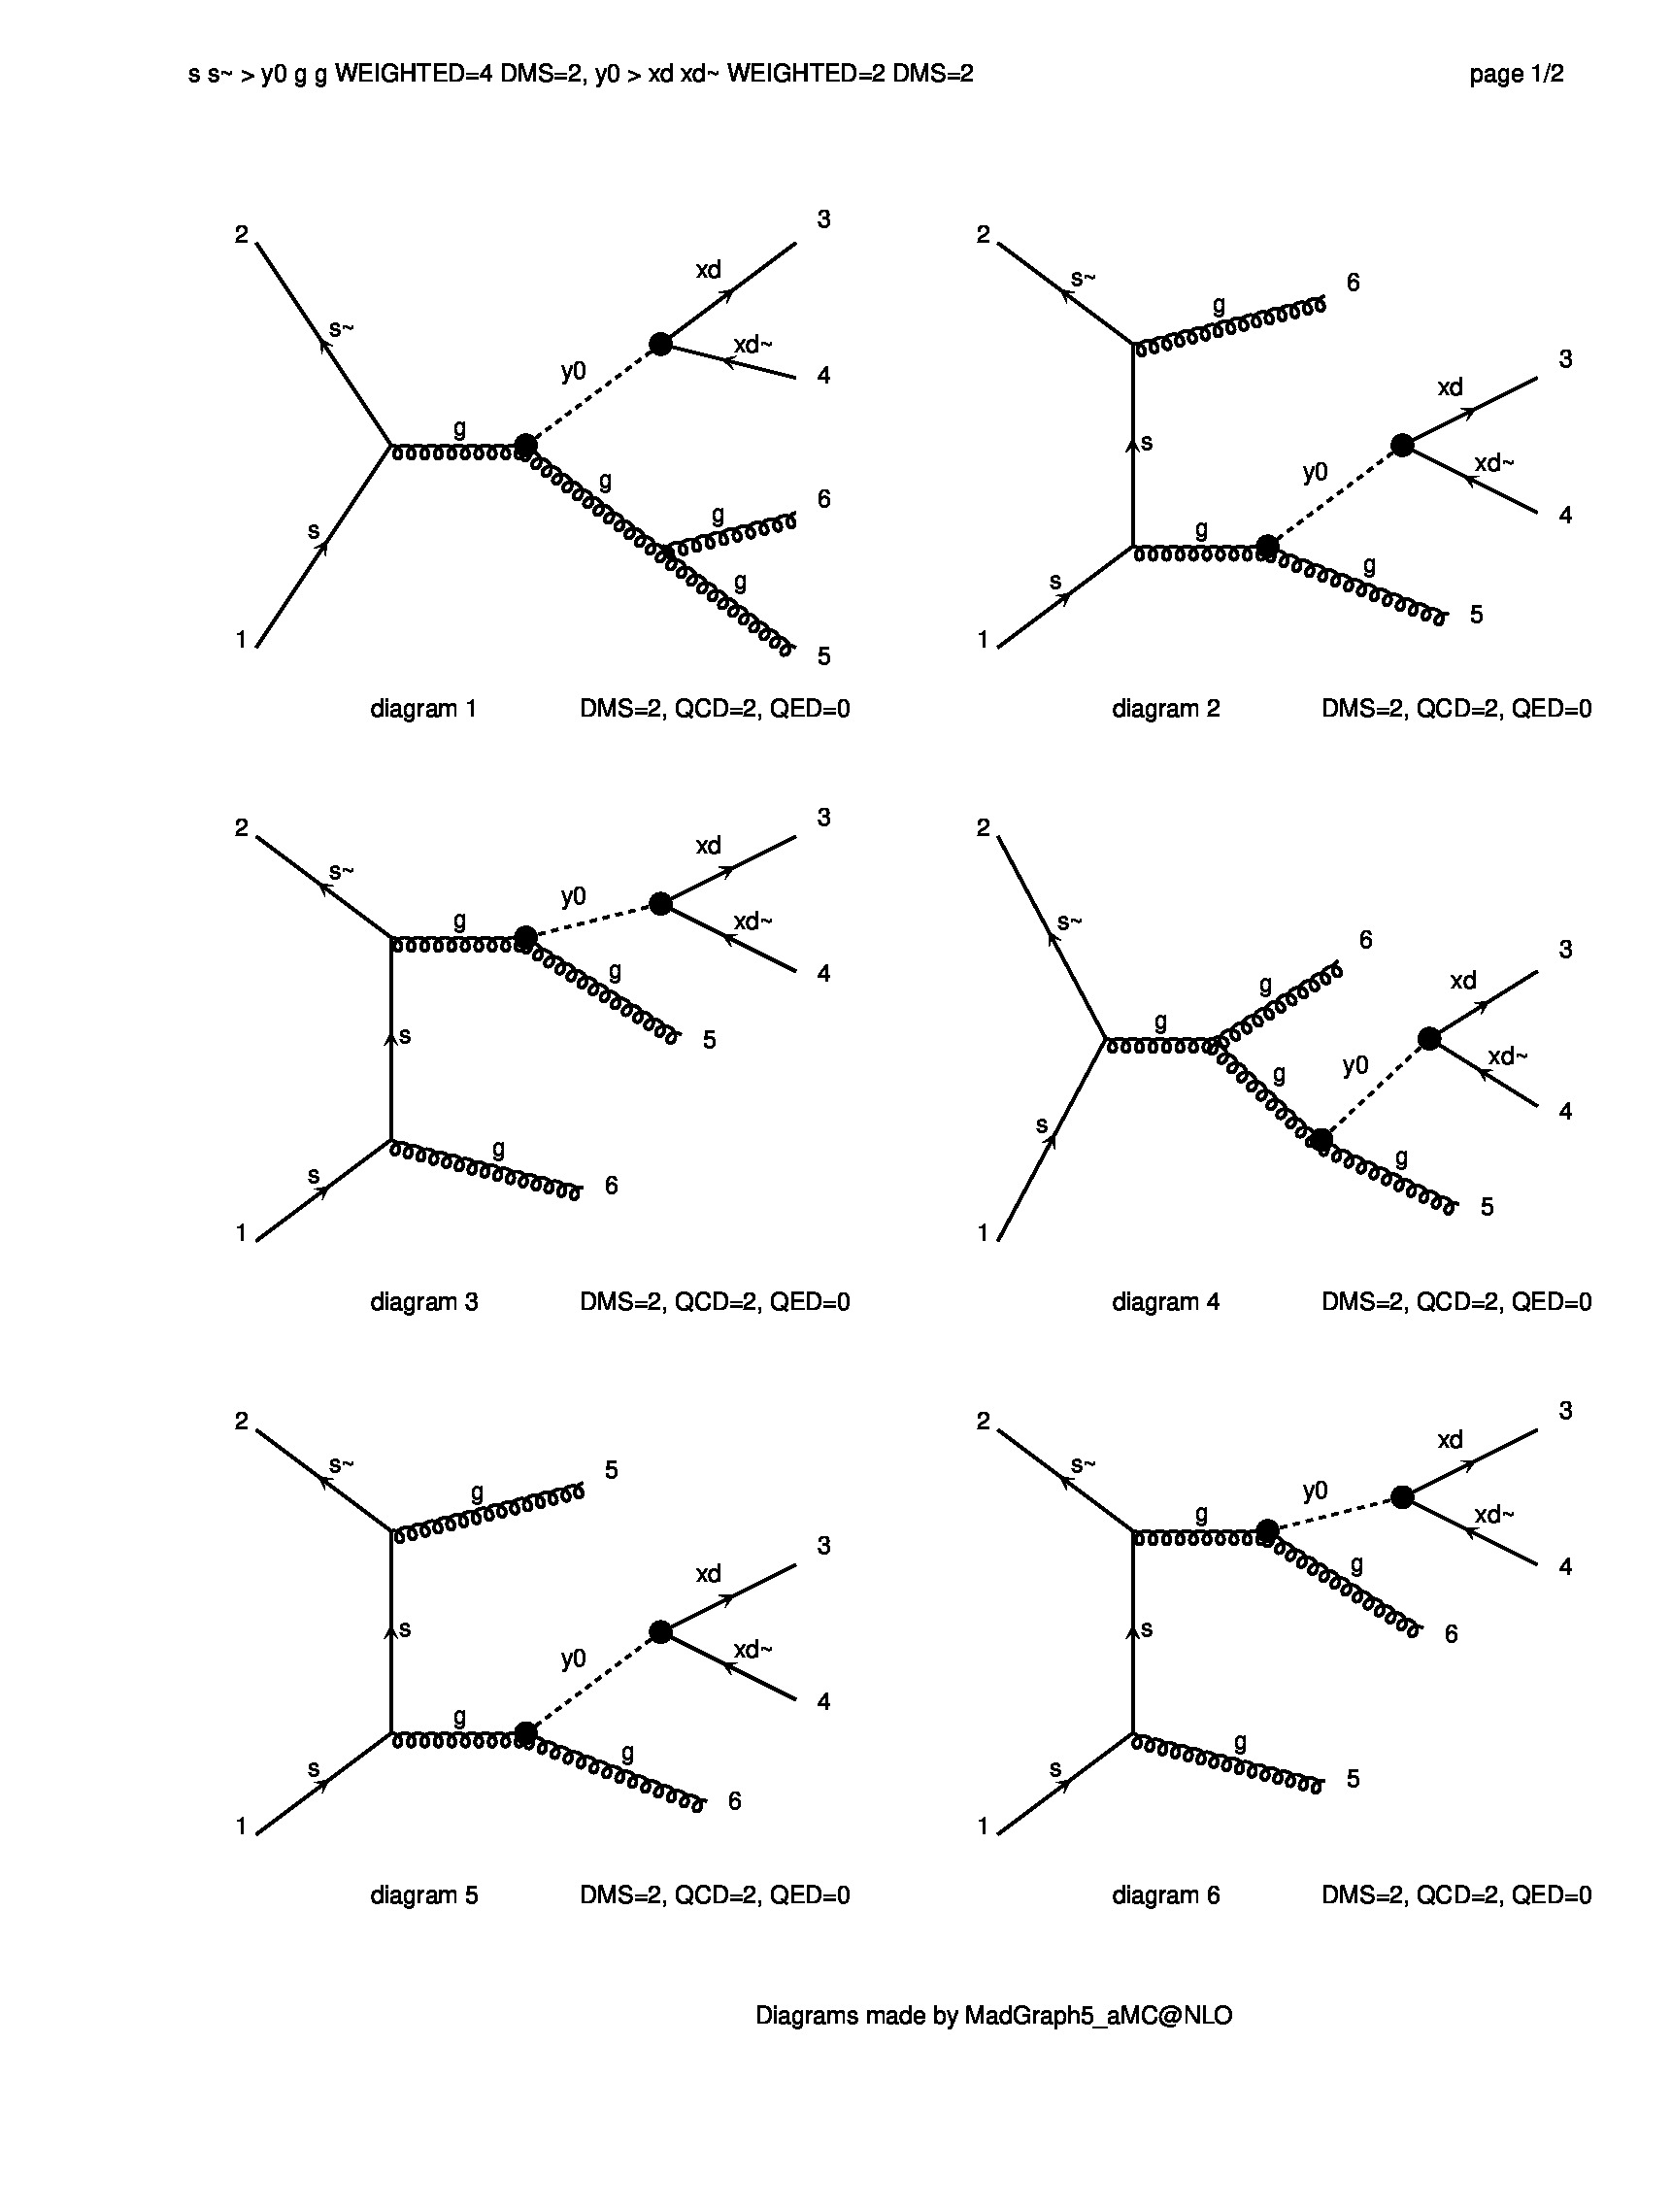 s s~ > y0 g g WEIGHTED=4 DMS=2, y0 > xd xd~ WEIGHTED=2 DMS=2 page 1/2
2 s~ s 1 g y0 xd 3 xd~ 4 g g 6 g 5
diagram 1 DMS=2, QCD=2, QED=0
2 s~ g 6 s s 1 g y0 xd 3 xd~ 4 g 5
diagram 2 DMS=2, QCD=2, QED=0
2 s~ g y0 xd 3 xd~ 4 g 5 s s 1 g 6
diagram 3 DMS=2, QCD=2, QED=0
2 s~ s 1 g g 6 g y0 xd 3 xd~ 4 g 5
diagram 4 DMS=2, QCD=2, QED=0
2 s~ g 5 s s 1 g y0 xd 3 xd~ 4 g 6
diagram 5 DMS=2, QCD=2, QED=0
2 s~ g y0 xd 3 xd~ 4 g 6 s s 1 g 5
diagram 6 DMS=2, QCD=2, QED=0
Diagrams made by MadGraph5_aMC@NLO